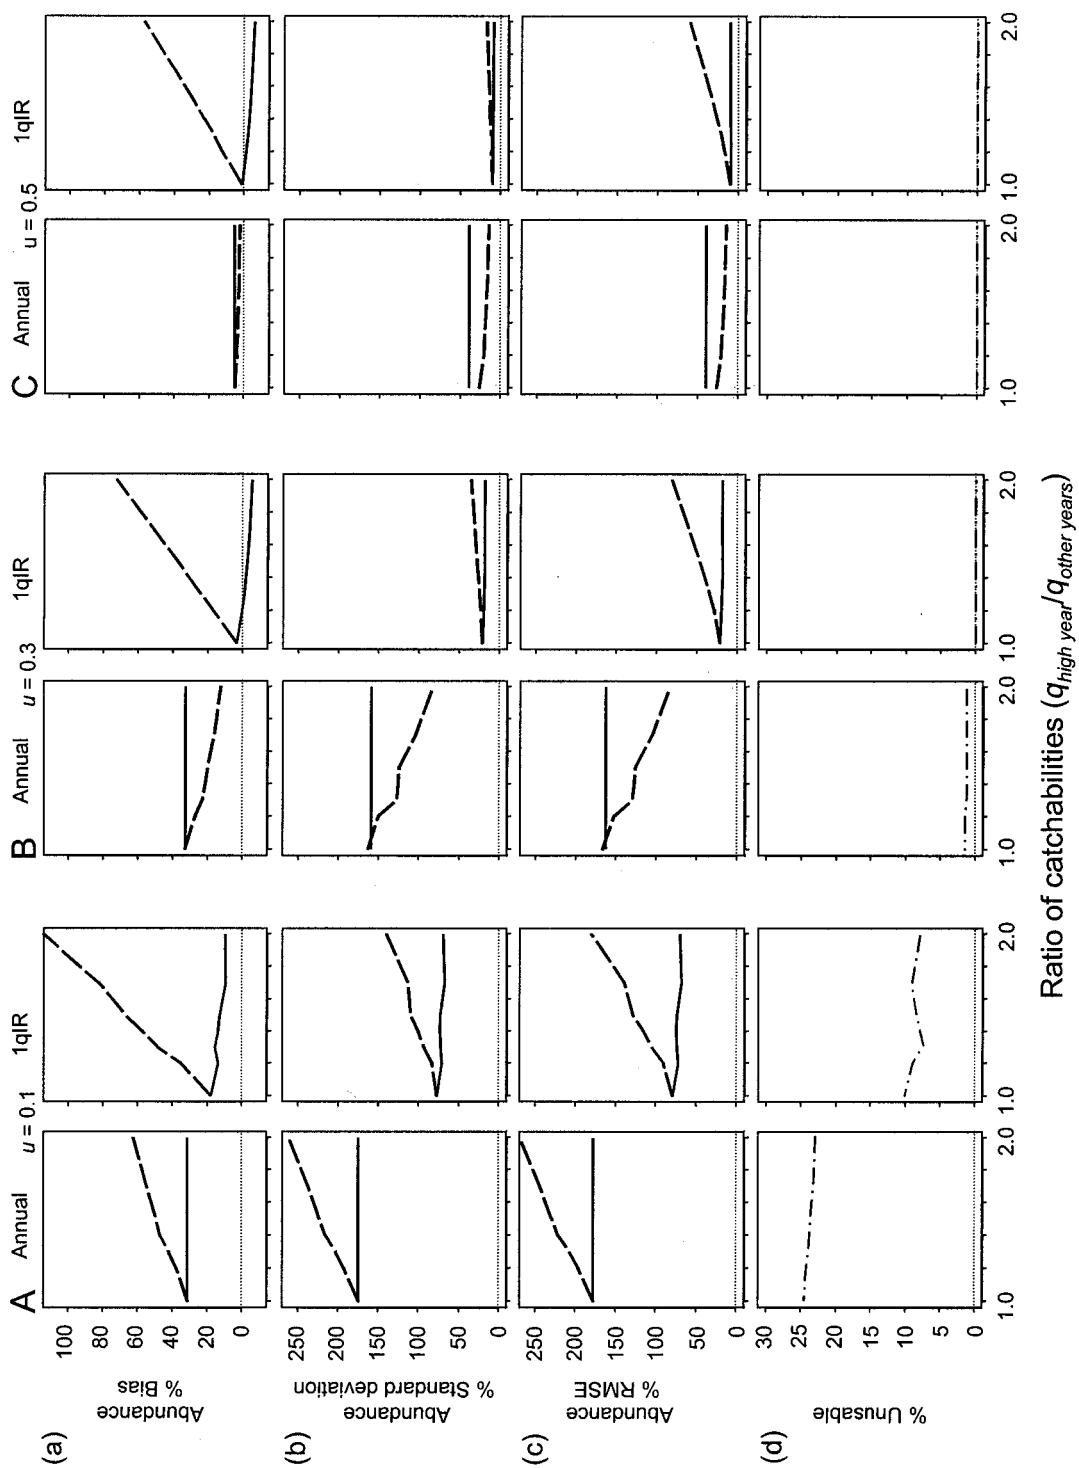 A
Annual
u = 0.1
1qIR
B
Annual
u = 0.3
1qIR
C
Annual
u = 0.5
1qIR
(a)
Abundance
% Bias
100
80
60
40
20
0
(b)
Abundance
% Standard deviation
250
200
150
100
50
0
(c)
Abundance
% RMSE
250
200
150
100
50
0
(d)
% Unusable
30
25
20
15
10
5
0
1.0 2.0 1.0 2.0 1.0 2.0 1.0 2.0 1.0 2.0 1.0 2.0
Ratio of catchabilities (q high year/q other years)